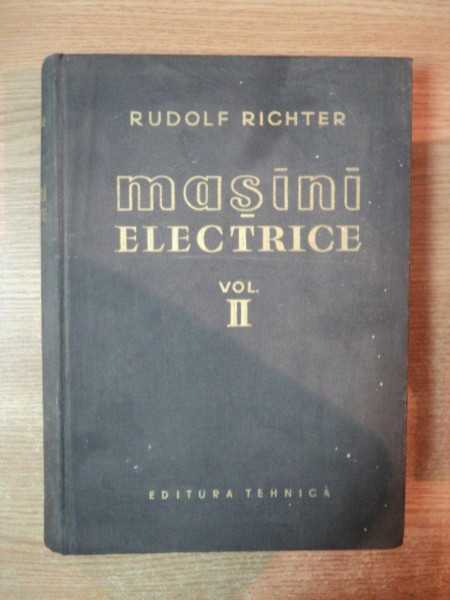 RUDOLF RICHTER
mașini
ELECTRICE
VOL.
II
EDITURA TEHNICĂ